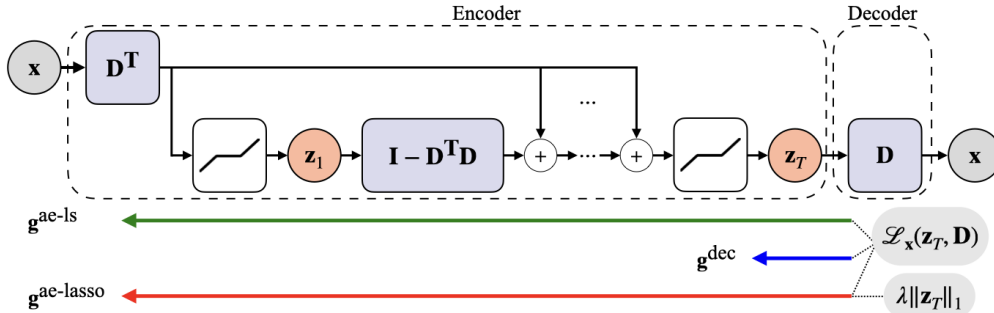 Encoder
Decoder
x
D^T
...
z_1
I − D^T D
+
......
+
z_T
D
x
g^ae-ls
ℒ_x(z_T, D)
g^dec
g^ae-lasso
λ‖z_T‖_1